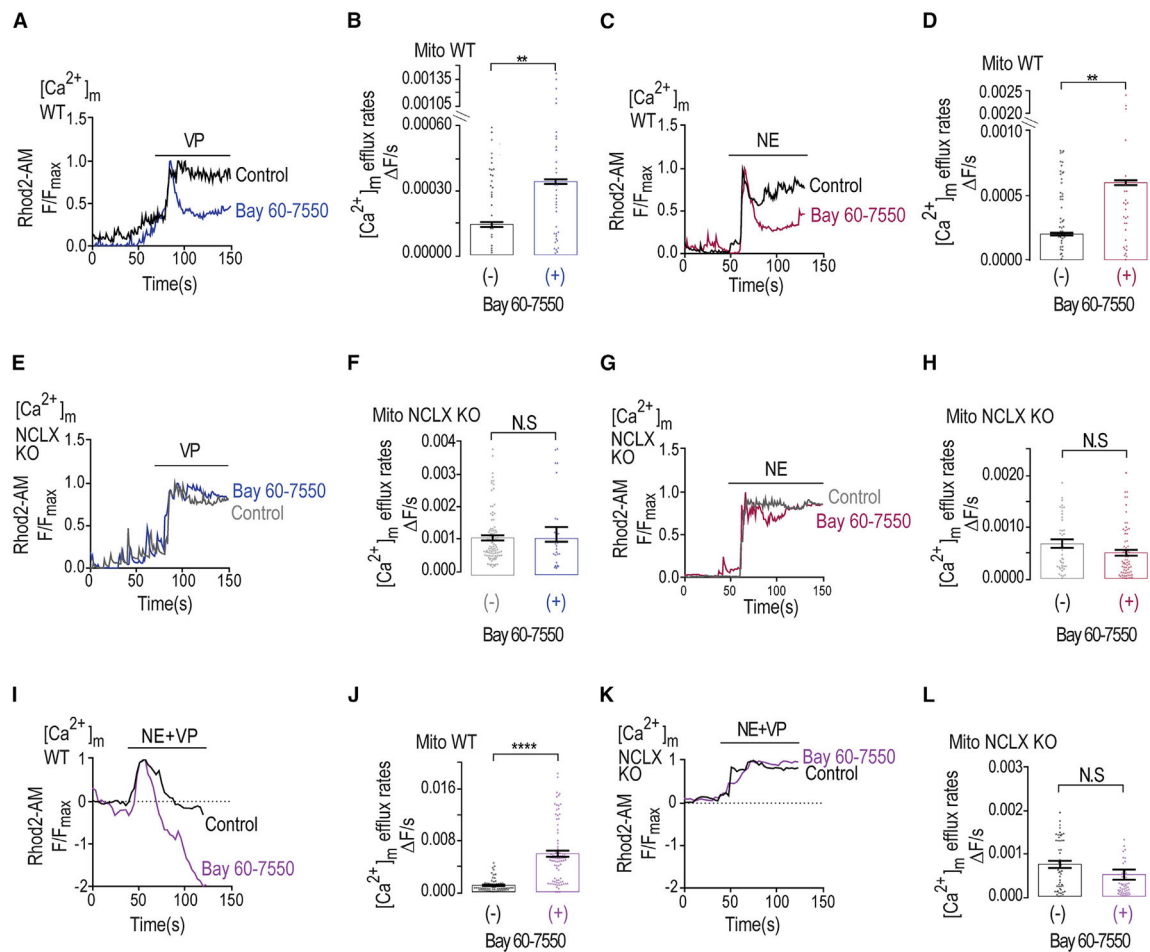 A
[Ca2+]m
WT
1.5
1.0
0.5
0.0
Rhod2-AM
F/Fmax
VP
Control
Bay 60-7550
0 50 100 150
Time(s)
B
Mito WT
**
0.00135
0.00105
0.00060
0.00030
0.00000
[Ca2+]m efflux rates
ΔF/s
(-) (+)
Bay 60-7550
C
[Ca2+]m
WT
1.5
1.0
0.5
0.0
Rhod2-AM
F/Fmax
NE
Control
Bay 60-7550
0 50 100 150
Time(s)
D
Mito WT
**
0.0025
0.0020
0.0010
0.0005
0.0000
[Ca2+]m efflux rates
ΔF/s
(-) (+)
Bay 60-7550
E
[Ca2+]m
NCLX
KO
1.5
1.0
0.5
0.0
Rhod2-AM
F/Fmax
VP
Bay 60-7550
Control
0 50 100 150
Time(s)
F
Mito NCLX KO
N.S
0.004
0.003
0.002
0.001
0.000
[Ca2+]m efflux rates
ΔF/s
(-) (+)
Bay 60-7550
G
[Ca2+]m
NCLX
KO
1.5
1.0
0.5
0.0
Rhod2-AM
F/Fmax
NE
Control
Bay 60-7550
0 50 100 150
Time(s)
H
Mito NCLX KO
N.S
0.0020
0.0010
0.0000
[Ca2+]m efflux rates
ΔF/s
(-) (+)
Bay 60-7550
I
[Ca2+]m
WT
1
0
-1
-2
Rhod2-AM
F/Fmax
NE+VP
Control
Bay 60-7550
0 50 100 150
Time(s)
J
Mito WT
****
0.016
0.008
0.000
[Ca2+]m efflux rates
ΔF/s
(-) (+)
Bay 60-7550
K
[Ca2+]m
NCLX
KO
1
0
-1
-2
Rhod2-AM
F/Fmax
NE+VP
Bay 60-7550
Control
0 50 100 150
Time(s)
L
Mito NCLX KO
N.S
0.003
0.002
0.001
0.000
[Ca2+]m efflux rates
ΔF/s
(-) (+)
Bay 60-7550